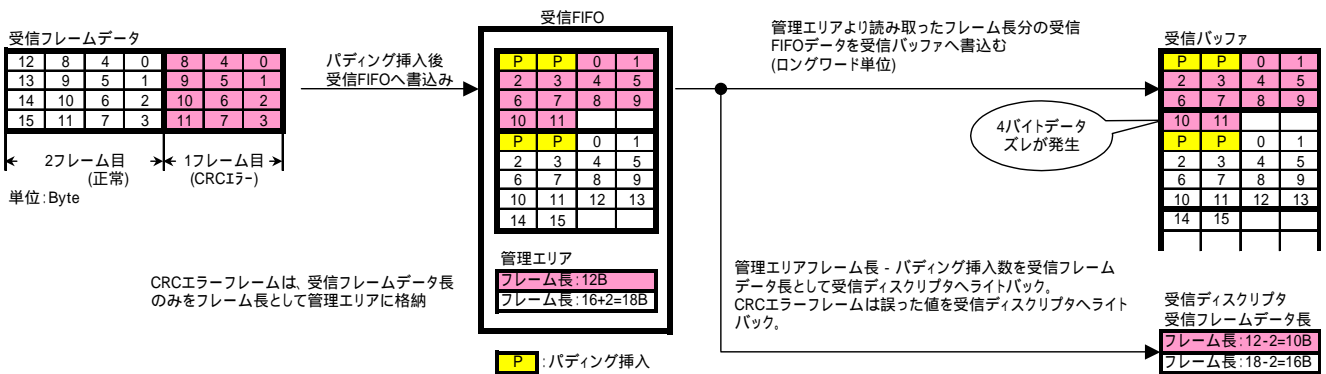 受信フレームデータ
12 8 4 0 8 4 0
13 9 5 1 9 5 1
14 10 6 2 10 6 2
15 11 7 3 11 7 3
2フレーム目
(正常)
1フレーム目
(CRCエラー)
単位:Byte
パディング挿入後
受信FIFOへ書込み
CRCエラーフレームは、受信フレームデータ長
のみをフレーム長として管理エリアに格納
受信FIFO
P P 0 1
2 3 4 5
6 7 8 9
10 11
P P 0 1
2 3 4 5
6 7 8 9
10 11 12 13
14 15
管理エリア
フレーム長:12B
フレーム長:16+2=18B
P :パディング挿入
管理エリアより読み取ったフレーム長分の受信
FIFOデータを受信バッファへ書込む
(ロングワード単位)
4バイトデータ
ズレが発生
管理エリアフレーム長 - パディング挿入数を受信フレーム
データ長として受信ディスクリプタへライトバック。
CRCエラーフレームは誤った値を受信ディスクリプタへライト
バック。
受信バッファ
P P 0 1
2 3 4 5
6 7 8 9
10 11
P P 0 1
2 3 4 5
6 7 8 9
10 11 12 13
14 15
受信ディスクリプタ
受信フレームデータ長
フレーム長:12-2=10B
フレーム長:18-2=16B